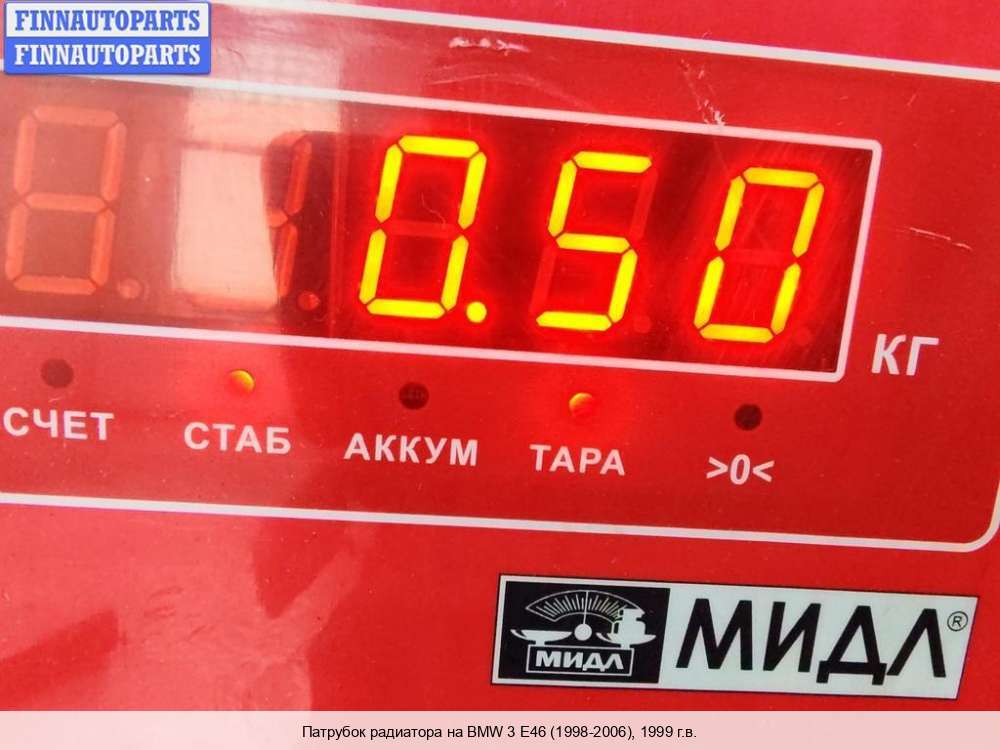 FINNAUTOPARTS
FINNAUTOPARTS
0.50
КГ
СЧЕТ СТАБ АККУМ ТАРА >0<
МИДЛ МИДЛ®
Патрубок радиатора на BMW 3 E46 (1998-2006), 1999 г.в.